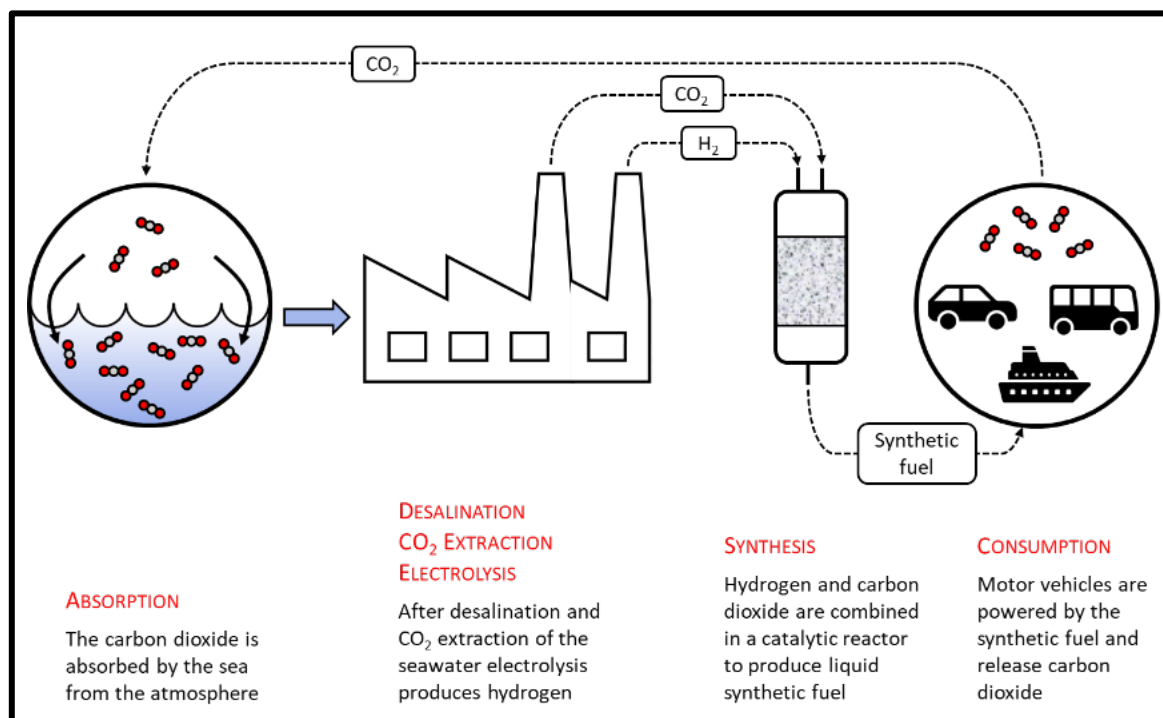 CO₂
CO₂
H₂
Synthetic
fuel
ABSORPTION
The carbon dioxide is
absorbed by the sea
from the atmosphere
DESALINATION
CO₂ EXTRACTION
ELECTROLYSIS
After desalination and
CO₂ extraction of the
seawater electrolysis
produces hydrogen
SYNTHESIS
Hydrogen and carbon
dioxide are combined
in a catalytic reactor
to produce liquid
synthetic fuel
CONSUMPTION
Motor vehicles are
powered by the
synthetic fuel and
release carbon
dioxide